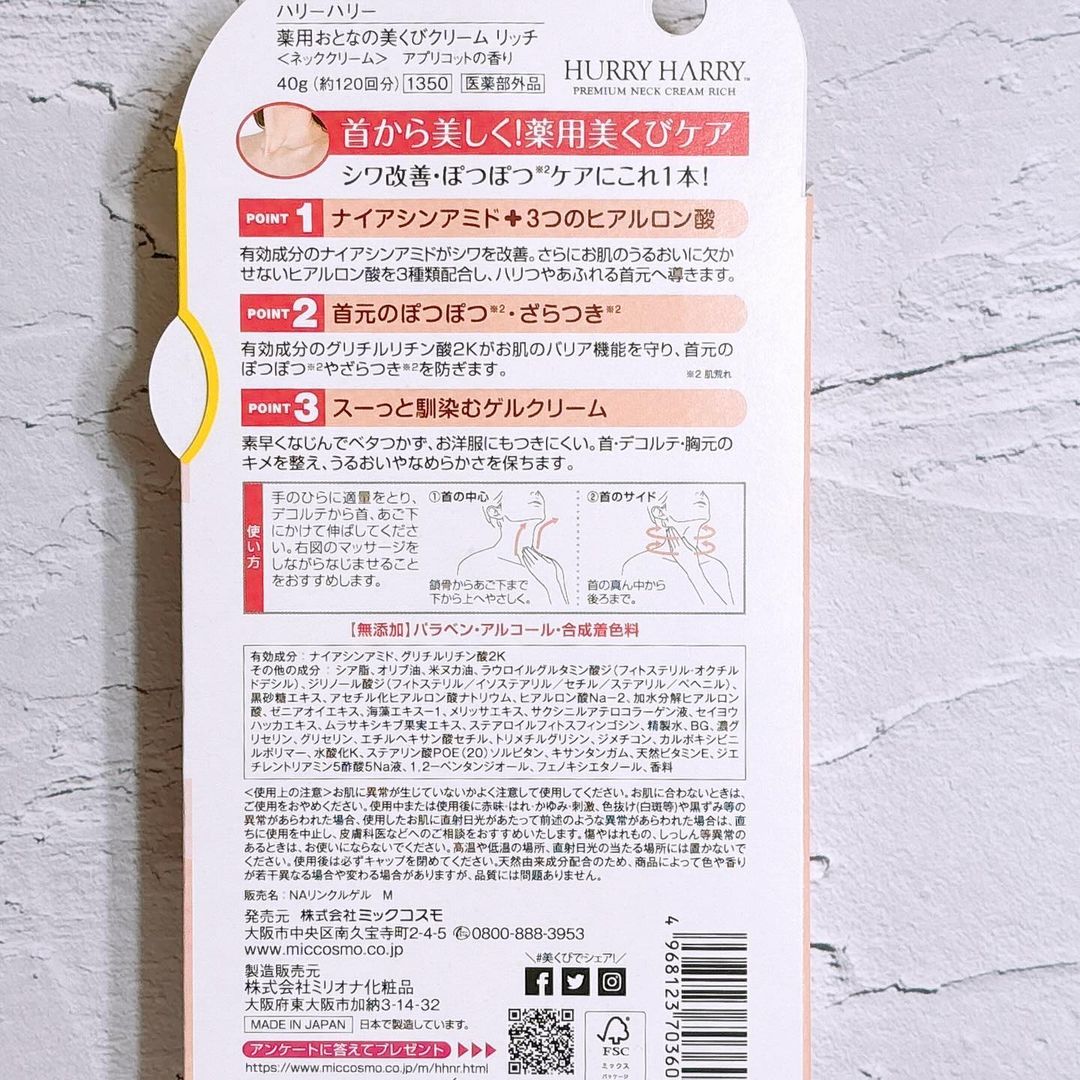 ハリーハリー
薬用おとなの美くびクリーム リッチ
＜ネッククリーム＞ アプリコットの香り
40g（約120回分） 1350 医薬部外品
HURRY HARRY™
PREMIUM NECK CREAM RICH
首から美しく!薬用美くびケア
シワ改善・ぽつぽつ※2ケアにこれ1本!
POINT 1 ナイアシンアミド＋3つのヒアルロン酸
有効成分のナイアシンアミドがシワを改善。さらにお肌のうるおいに欠か
せないヒアルロン酸を3種類配合し、ハリつやあふれる首元へ導きます。
POINT 2 首元のぽつぽつ※2・ざらつき※2
有効成分のグリチルリチン酸2Kがお肌のバリア機能を守り、首元の
ぽつぽつ※2やざらつき※2を防ぎます。
※2 肌荒れ
POINT 3 スーっと馴染むゲルクリーム
素早くなじんでベタつかず、お洋服にもつきにくい。首・デコルテ・胸元の
キメを整え、うるおいやなめらかさを保ちます。
使い方
手のひらに適量をとり、
デコルテから首、あご下
にかけて伸ばしてくださ
い。右図のマッサージを
しながらなじませること
をおすすめします。
①首の中心
鎖骨からあご下まで
下から上へやさしく。
②首のサイド
首の真ん中から
後ろまで。
【無添加】パラベン・アルコール・合成着色料
有効成分：ナイアシンアミド、グリチルリチン酸2K
その他の成分：シア脂、オリブ油、米ヌカ油、ラウロイルグルタミン酸ジ（フィトステリル・オクチル
ドデシル）、ジリノール酸ジ（フィトステリル／イソステアリル／セチル／ステアリル／ベヘニル）、
黒砂糖エキス、アセチル化ヒアルロン酸ナトリウム、ヒアルロン酸Na－2、加水分解ヒアルロン
酸、ゼニアオイエキス、海藻エキス－1、メリッサエキス、サクシニルアテロコラーゲン液、セイヨウ
ハッカエキス、ムラサキシキブ果実エキス、ステアロイルフィトスフィンゴシン、精製水、BG、濃グ
リセリン、グリセリン、エチルヘキサン酸セチル、トリメチルグリシン、ジメチコン、カルボキシビニ
ルポリマー、水酸化K、ステアリン酸POE（20）ソルビタン、キサンタンガム、天然ビタミンE、ジエ
チレントリアミン5酢酸5Na液、1,2－ペンタンジオール、フェノキシエタノール、香料
＜使用上の注意＞お肌に異常が生じていないかよく注意して使用してください。お肌に合わないときは、
ご使用をおやめください。使用中または使用後に赤味・はれ・かゆみ・刺激、色抜け(白斑等)や黒ずみ等の
異常があらわれた場合、使用したお肌に直射日光があたって前述のような異常があらわれた場合は、直
ちに使用を中止し、皮膚科医などへのご相談をおすすめいたします。傷やはれもの、しっしん等異常の
あるときは、お使いにならないでください。高温や低温の場所、直射日光の当たる場所には置かないで
ください。使用後は必ずキャップを閉めてください。天然由来成分配合のため、商品によって色や香り
が若干異なる場合や変わる場合がありますが、品質には問題ありません。
販売名：NAリンクルゲル M
発売元 株式会社ミックコスモ
大阪市中央区南久宝寺町2-4-5 0800-888-3953
www.miccosmo.co.jp
製造販売元
株式会社ミリオナ化粧品
大阪府東大阪市加納3-14-32
MADE IN JAPAN 日本で製造しています。
アンケートに答えてプレゼント
https://www.miccosmo.co.jp/m/hhnr.html
＼#美くびでシェア!／
FSC
ミックス
パッケージ
4 968123 70360